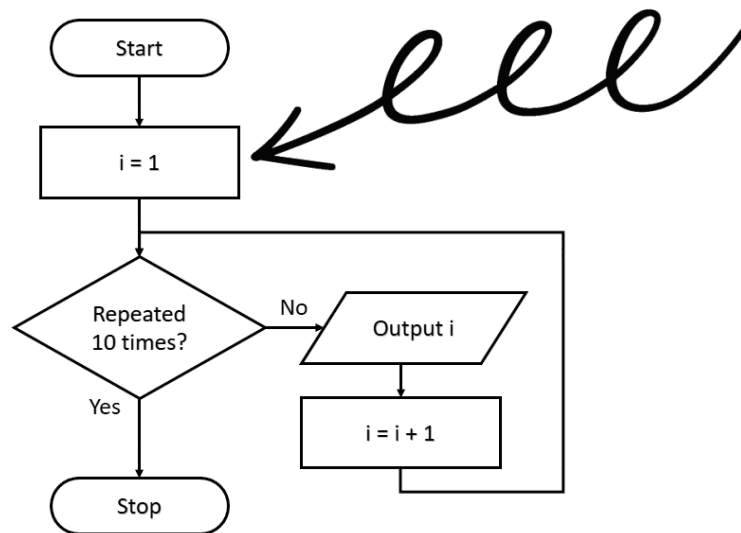 Start
i = 1
Repeated
10 times?
No
Output i
i = i + 1
Yes
Stop